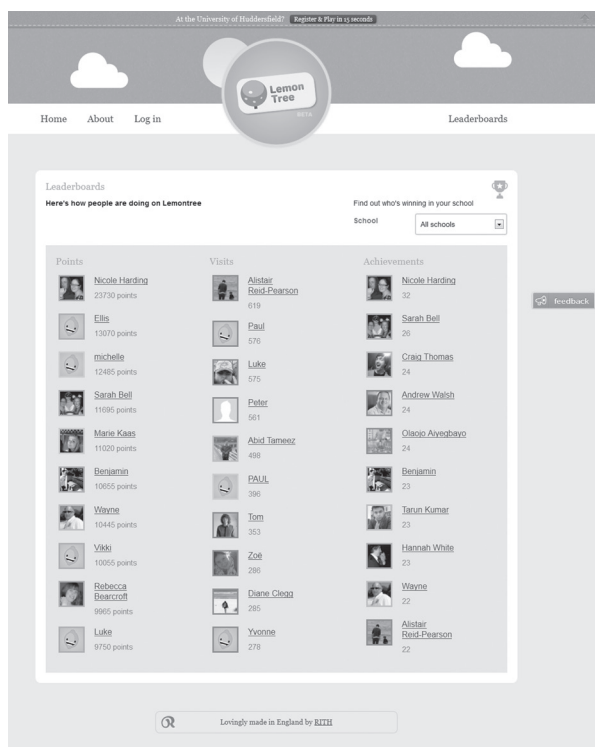 At the University of Huddersfield? Register & Play in 15 seconds
Lemon
Tree
BETA
Home About Log in Leaderboards
Leaderboards
Here's how people are doing on Lemontree
Find out who's winning in your school
School All schools
Points
Nicole Harding
23730 points
Ellis
13070 points
michelle
12485 points
Sarah Bell
11695 points
Marie Kaas
11020 points
Benjamin
10655 points
Wayne
10445 points
Vikki
10055 points
Rebecca
Bearcroft
9965 points
Luke
9750 points
Visits
Alistair
Reid-Pearson
619
Paul
576
Luke
575
Peter
561
Abid Tameez
498
PAUL
396
Tom
353
Zoë
286
Diane Clegg
285
Yvonne
278
Achievements
Nicole Harding
32
Sarah Bell
26
Craig Thomas
24
Andrew Walsh
24
Olaojo Aiyegbayo
24
Benjamin
23
Tarun Kumar
23
Hannah White
23
Wayne
22
Alistair
Reid-Pearson
22
feedback
Lovingly made in England by RITH